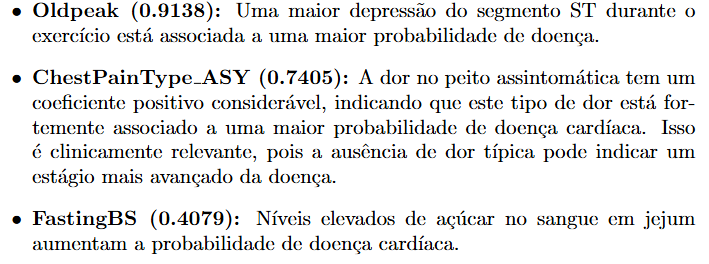 • Oldpeak (0.9138): Uma maior depressão do segmento ST durante o
exercício está associada a uma maior probabilidade de doença.
• ChestPainType_ASY (0.7405): A dor no peito assintomática tem um
coeficiente positivo considerável, indicando que este tipo de dor está for-
temente associado a uma maior probabilidade de doença cardíaca. Isso
é clinicamente relevante, pois a ausência de dor típica pode indicar um
estágio mais avançado da doença.
• FastingBS (0.4079): Níveis elevados de açúcar no sangue em jejum
aumentam a probabilidade de doença cardíaca.